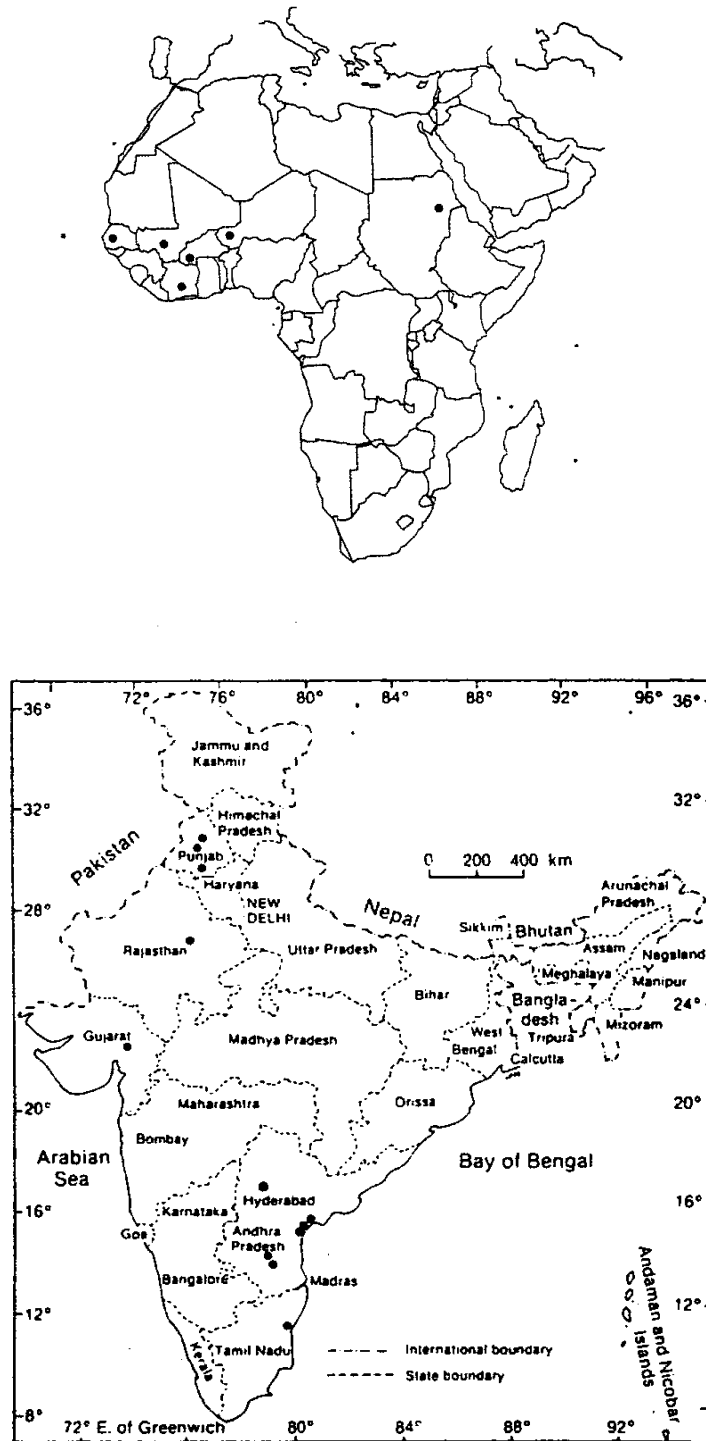 72° 76° 80° 84° 88° 92° 96° 36°
36°
Jammu and
Kashmir
32°
32°
Himachal
Pradesh
Pakistan
Punjab
0 200 400 km
Haryana
Arunachal
Pradesh
NEW
DELHI
28°
Nepal
Sikkim
Bhutan
Rajasthan
Uttar Pradesh
Assam
Nagaland
Meghalaya
Manipur
Bihar
24°
24°
Bangla-
desh
Gujarat
Madhya Pradesh
West
Bengal
Tripura
Mizoram
Calcutta
20°
Maharashtra
Orissa
20°
Bombay
Arabian
Sea
Bay of Bengal
16°
Hyderabad
16°
Karnataka
Goa
Andhra
Pradesh
Bangalore
Madras
12°
12°
Andaman and Nicobar
Islands
Kerala
Tamil Nadu
International boundary
State boundary
8°
72° E. of Greenwich 80° 84° 88° 92°